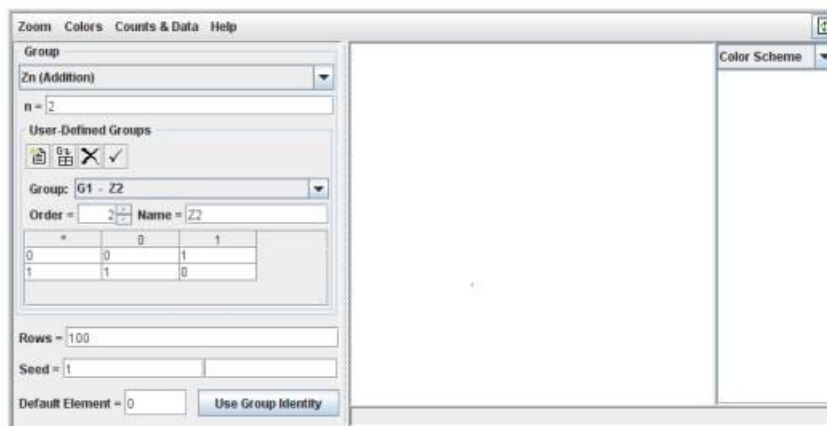 Zoom Colors Counts & Data Help
Group
Color Scheme
Zn (Addition)
n = 2
User-Defined Groups
Group: G1 - Z2
Order = 2 Name = Z2
* 0 1
0 0 1
1 1 0
Rows = 100
Seed = 1
Default Element = 0 Use Group Identity